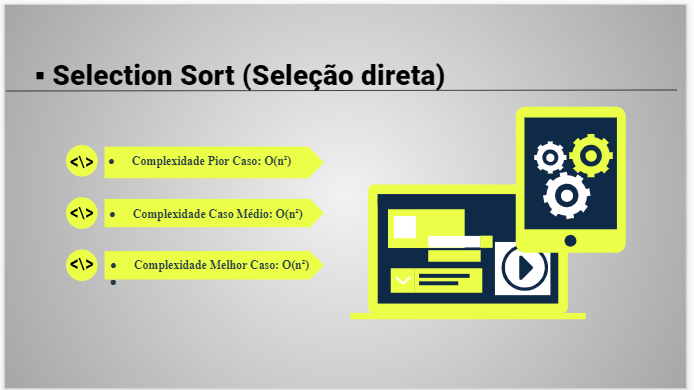 ▪ Selection Sort (Seleção direta)
<\> • Complexidade Pior Caso: O(n²)
<\> • Complexidade Caso Médio: O(n²)
<\> • Complexidade Melhor Caso: O(n²)
•